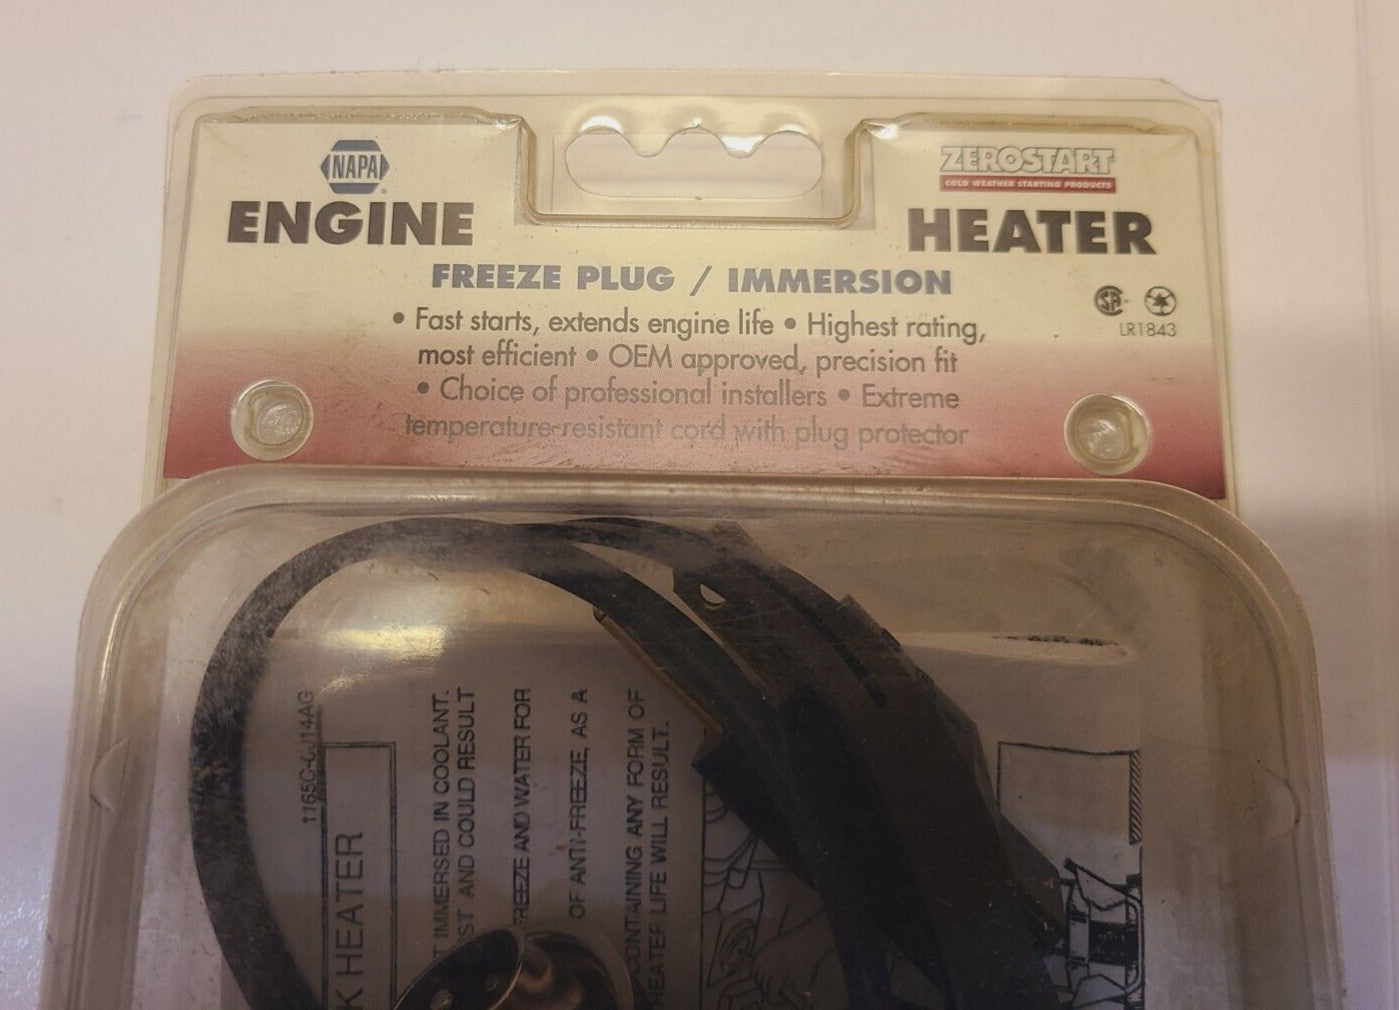 NAPA
ZEROSTART
COLD WEATHER STARTING PRODUCTS
ENGINE HEATER
FREEZE PLUG / IMMERSION
• Fast starts, extends engine life • Highest rating,
most efficient • OEM approved, precision fit
• Choice of professional installers • Extreme
temperature-resistant cord with plug protector
LR1843
K HEATER
T IMMERSED IN COOLANT.
ST AND COULD RESULT
FREEZE AND WATER FOR
OF ANTI-FREEZE, AS A
CONTAINING ANY FORM OF
HEATER LIFE WILL RESULT.